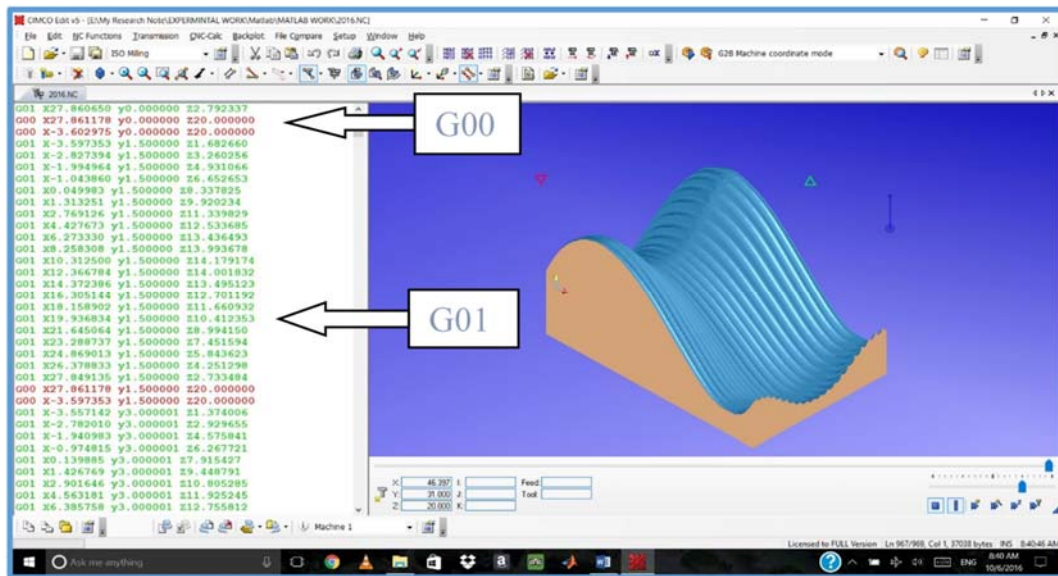 CIMCO Edit v5 - [E:\My Research Note\EXPERMINTAL WORK\Matlab\MATLAB WORK\2016.NC]
File Edit NC Functions Transmission CNC-Calc Backplot File Compare Setup Window Help
ISO Milling G28 Machine coordinate mode
2016.NC
G01 X27.860650 y0.000000 Z2.792337
G00 X27.861178 y0.000000 Z20.000000
G00 X-3.602975 y0.000000 Z20.000000
G01 X-3.597353 y1.500000 Z1.682660
G01 X-2.827394 y1.500000 Z3.260256
G01 X-1.994964 y1.500000 Z4.931066
G01 X-1.043860 y1.500000 Z6.652653
G01 X0.049983 y1.500000 Z8.337825
G01 X1.313251 y1.500000 Z9.920234
G01 X2.769126 y1.500000 Z11.339829
G01 X4.427673 y1.500000 Z12.533685
G01 X6.273330 y1.500000 Z13.436493
G01 X8.258308 y1.500000 Z13.993678
G01 X10.312500 y1.500000 Z14.179174
G01 X12.366784 y1.500000 Z14.001832
G01 X14.372386 y1.500000 Z13.495123
G01 X16.305144 y1.500000 Z12.701192
G01 X18.158902 y1.500000 Z11.660932
G01 X19.936834 y1.500000 Z10.412353
G01 X21.645064 y1.500000 Z8.994150
G01 X23.288737 y1.500000 Z7.451594
G01 X24.869013 y1.500000 Z5.843623
G01 X26.378833 y1.500000 Z4.251298
G01 X27.849135 y1.500000 Z2.733484
G00 X27.861178 y1.500000 Z20.000000
G00 X-3.597353 y1.500000 Z20.000000
G01 X-3.557142 y3.000001 Z1.374006
G01 X-2.782010 y3.000001 Z2.929655
G01 X-1.940983 y3.000001 Z4.575841
G01 X-0.974815 y3.000001 Z6.267721
G01 X0.139885 y3.000001 Z7.915427
G01 X1.426769 y3.000001 Z9.448791
G01 X2.901646 y3.000001 Z10.805285
G01 X4.563181 y3.000001 Z11.925245
G01 X6.385758 y3.000001 Z12.755812
G00
G01
X: 46.397 I: Feed:
Y: 31.000 J: Tool:
Z: 20.000 K:
Machine 1
Licensed to FULL Version Ln 967/969, Col 1, 37038 bytes INS 8:40:46 AM
Ask me anything
ENG
8:40 AM
10/6/2016